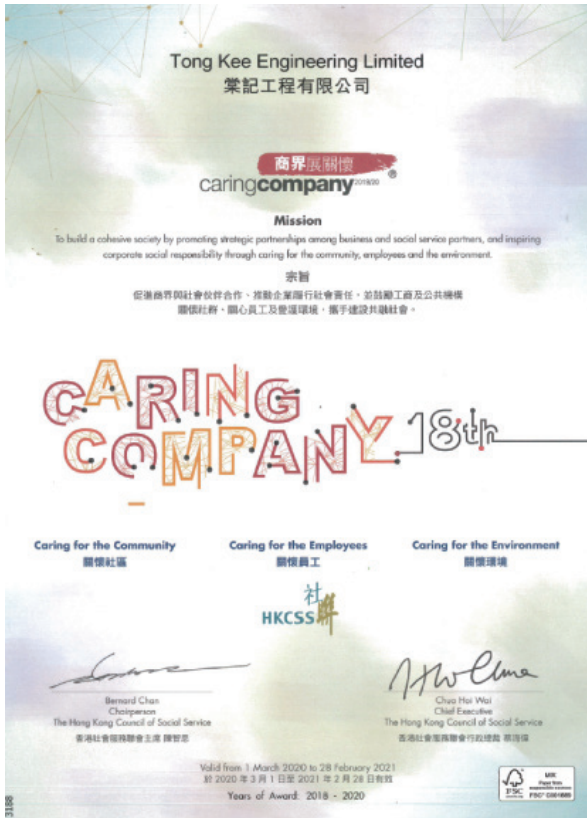 Tong Kee Engineering Limited
棠記工程有限公司
商界展關懷
caringcompany 2019/20 ®
Mission
To build a cohesive society by promoting strategic partnerships among business and social service partners, and inspiring
corporate social responsibility through caring for the community, employees and the environment.
宗旨
促進商界與社會伙伴合作、推動企業履行社會責任，並鼓勵工商及公共機構
關懷社群、關心員工及愛護環境，攜手建設共融社會。
CARING
COMPANY 18th
Caring for the Community Caring for the Employees Caring for the Environment
關懷社區 關懷員工 關懷環境
社
HKCSS 聯
Bernard Chan Chua Hoi Wai
Chairperson Chief Executive
The Hong Kong Council of Social Service The Hong Kong Council of Social Service
香港社會服務聯會主席 陳智思 香港社會服務聯會行政總裁 蔡海偉
Valid from 1 March 2020 to 28 February 2021
於 2020 年 3 月 1 日至 2021 年 2 月 28 日有效
Years of Award: 2018 - 2020
MIX
FSC
3188